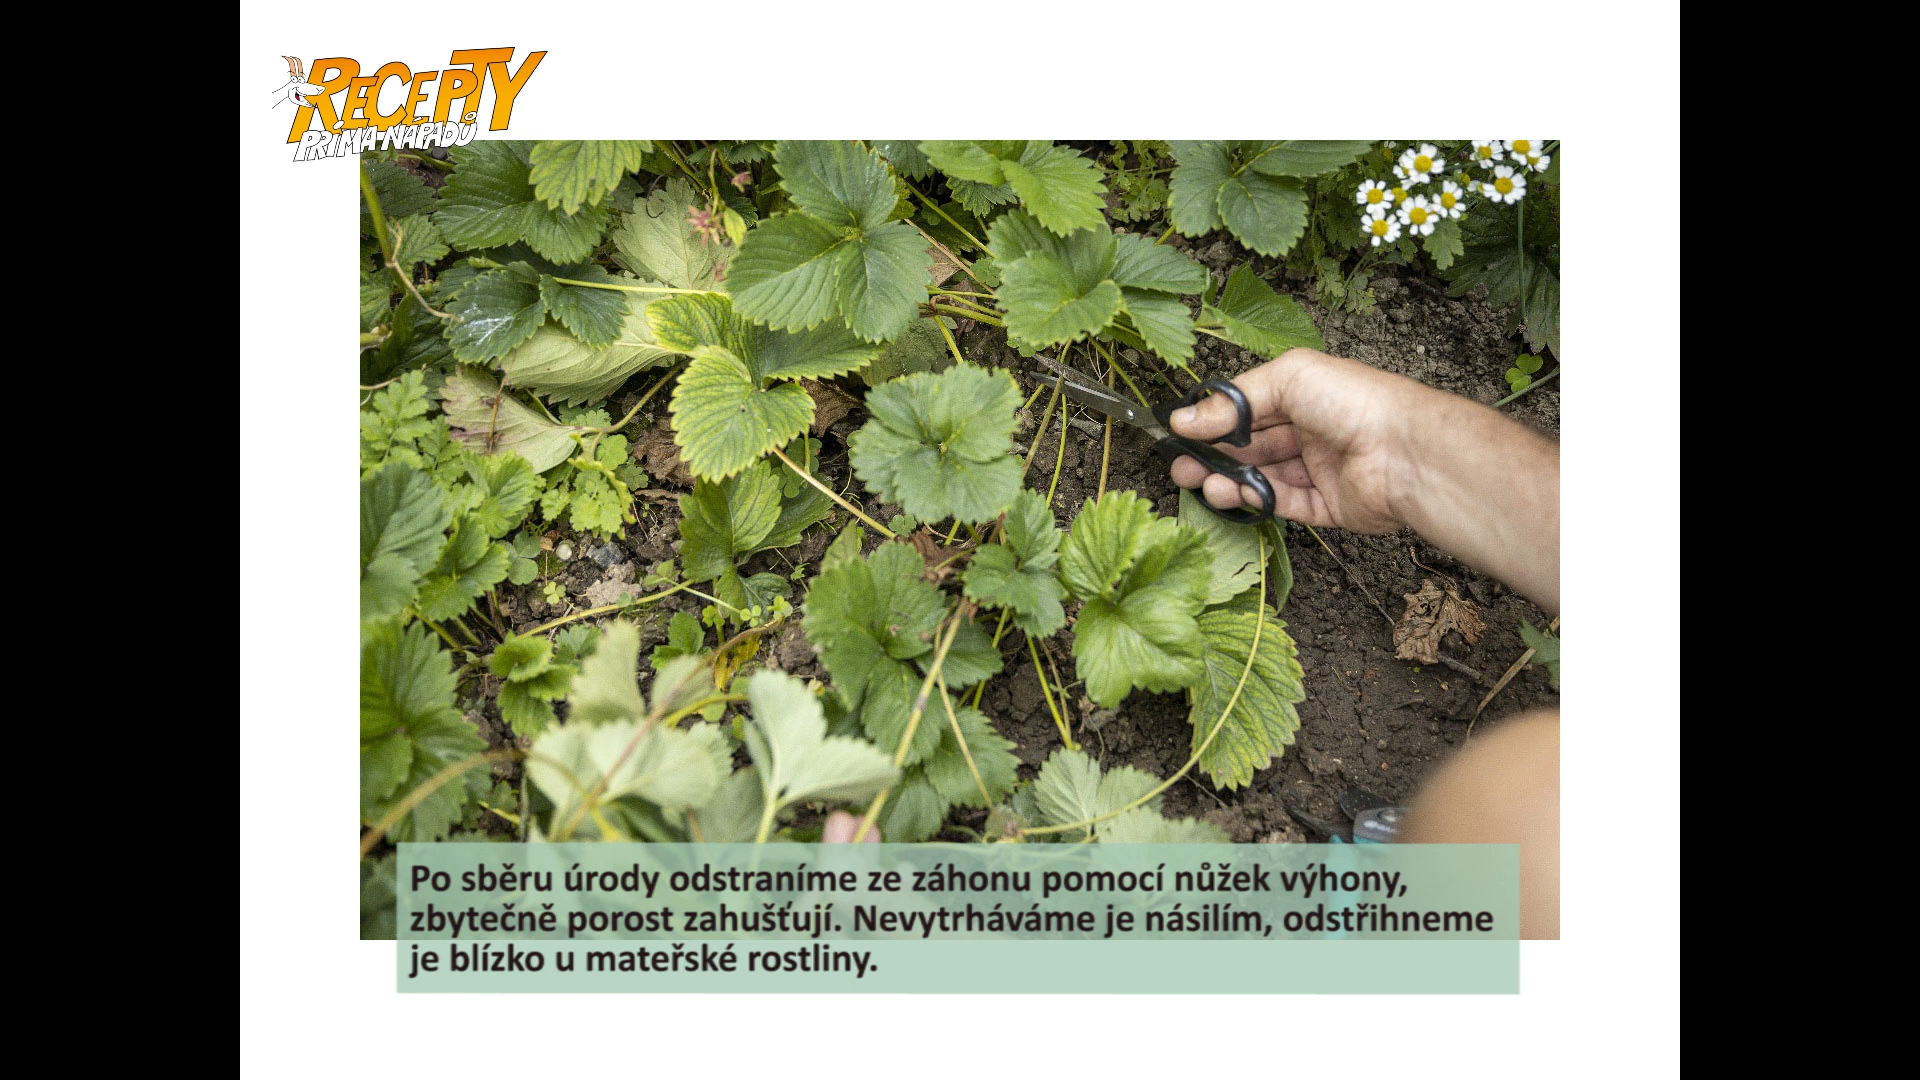 RECEPTY
PRÍMA NÁPADŮ
Po sběru úrody odstraníme ze záhonu pomocí nůžek výhony,
zbytečně porost zahušťují. Nevytrháváme je násilím, odstřihneme
je blízko u mateřské rostliny.